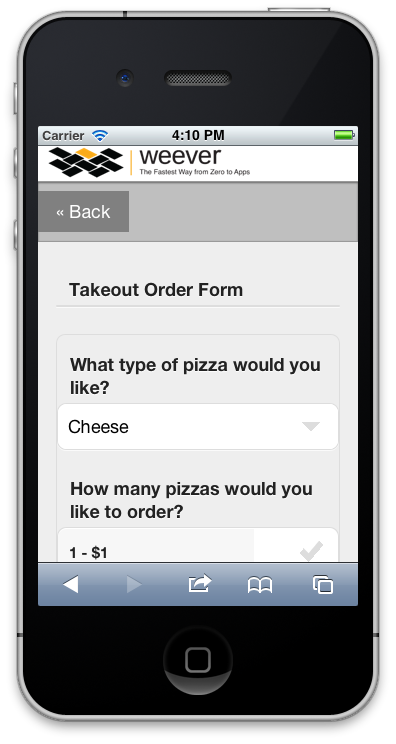 Carrier 4:10 PM
weever
The Fastest Way from Zero to Apps
« Back
Takeout Order Form
What type of pizza would you
like?
Cheese
How many pizzas would you
like to order?
1 - $1